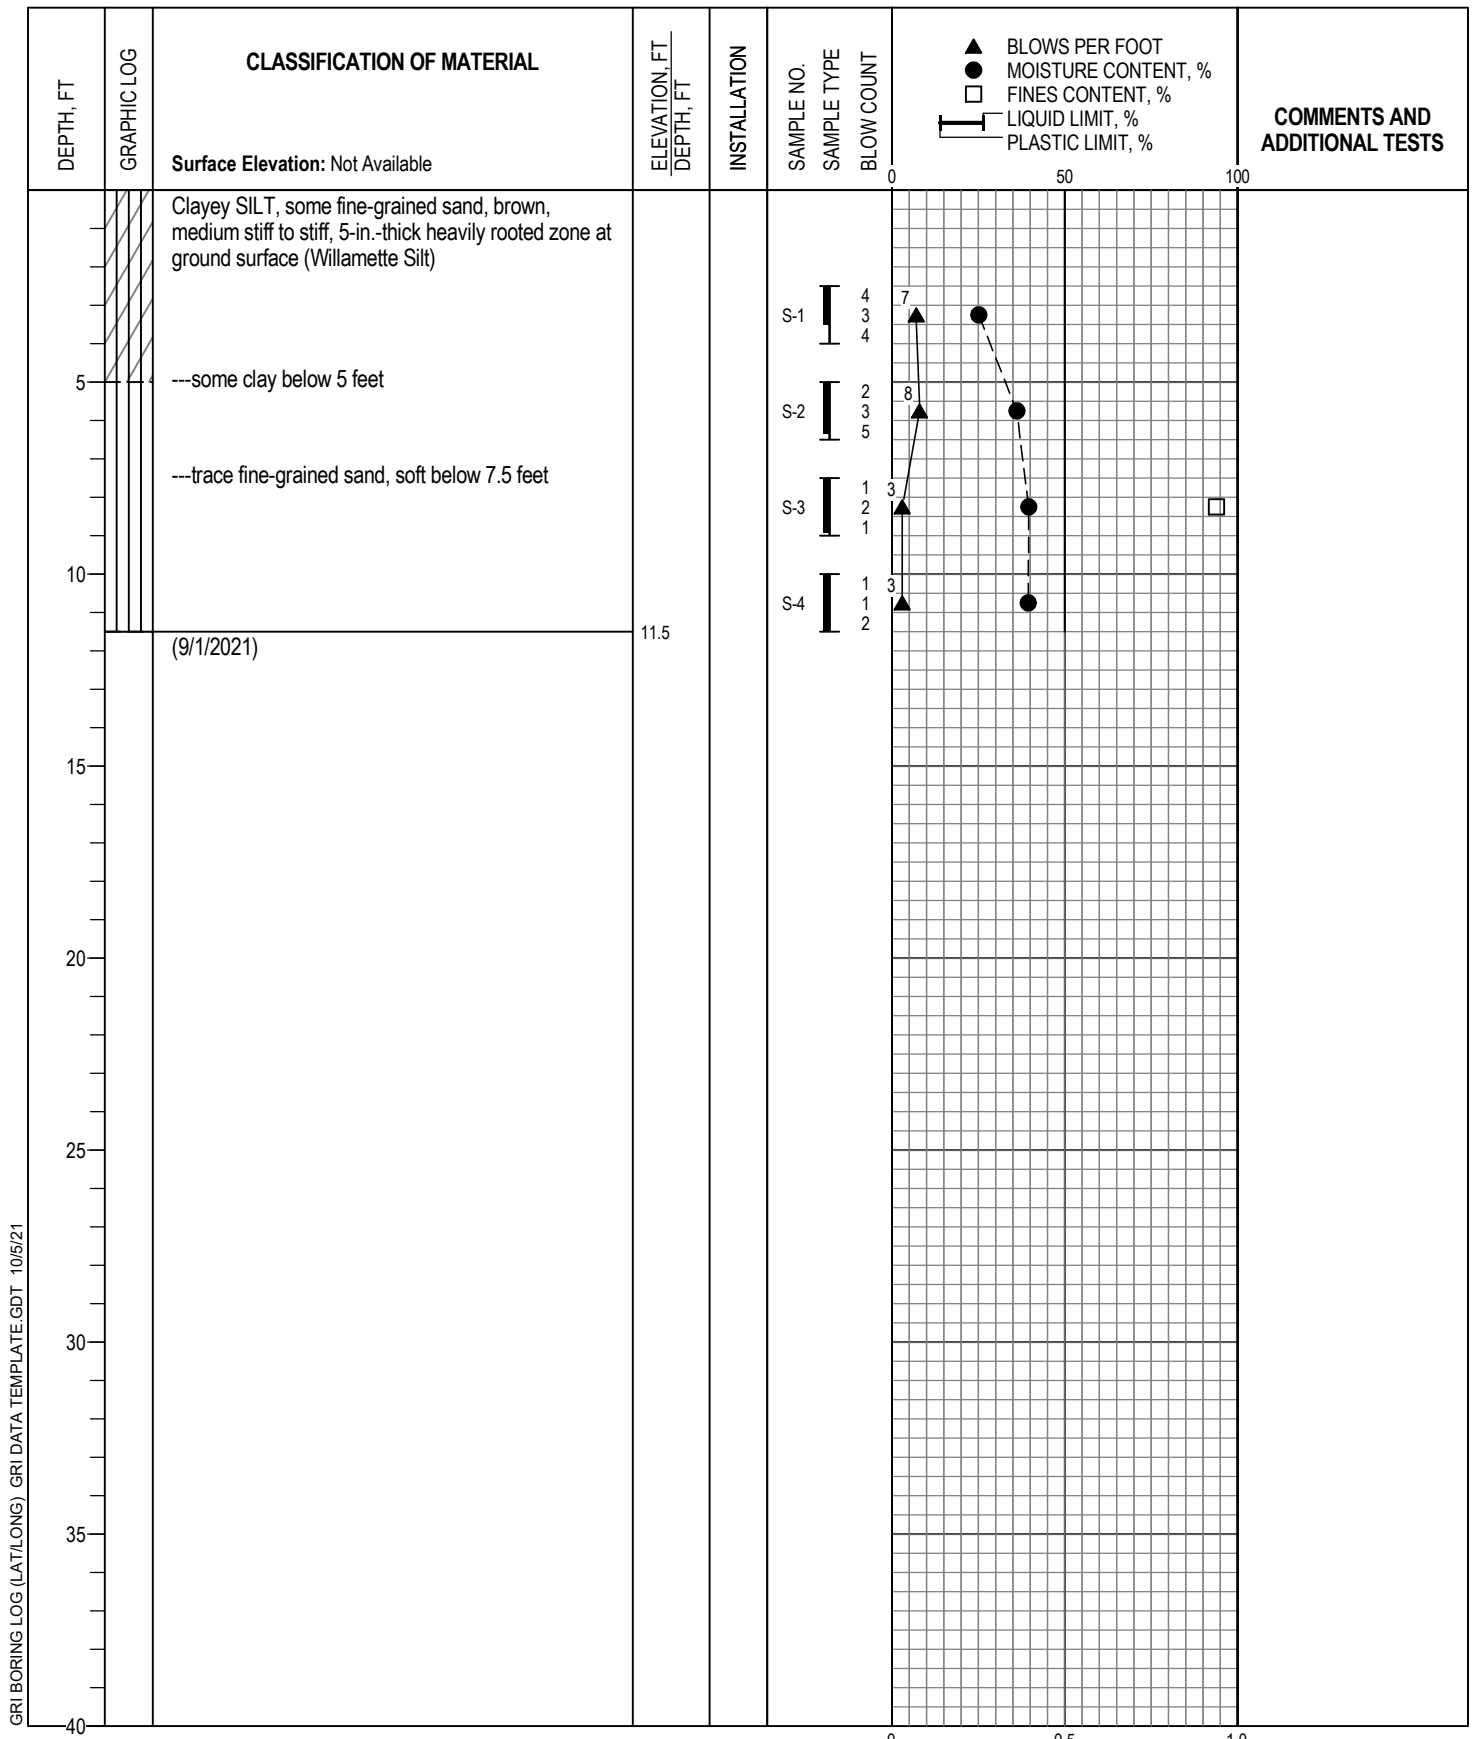 DEPTH, FT
GRAPHIC LOG
CLASSIFICATION OF MATERIAL
Surface Elevation: Not Available
ELEVATION, FT
DEPTH, FT
INSTALLATION
SAMPLE NO.
SAMPLE TYPE
BLOW COUNT
BLOWS PER FOOT
MOISTURE CONTENT, %
FINES CONTENT, %
LIQUID LIMIT, %
PLASTIC LIMIT, %
0 50 100
COMMENTS AND
ADDITIONAL TESTS
Clayey SILT, some fine-grained sand, brown,
medium stiff to stiff, 5-in.-thick heavily rooted zone at
ground surface (Willamette Silt)
S-1
4
3
4
7
5
---some clay below 5 feet
S-2
2
3
5
8
---trace fine-grained sand, soft below 7.5 feet
S-3
1
2
1
3
10
S-4
1
1
2
3
11.5
(9/1/2021)
15
20
25
30
35
40
0 0.5 1.0
GRI BORING LOG (LAT/LONG) GRI DATA TEMPLATE.GDT 10/5/21